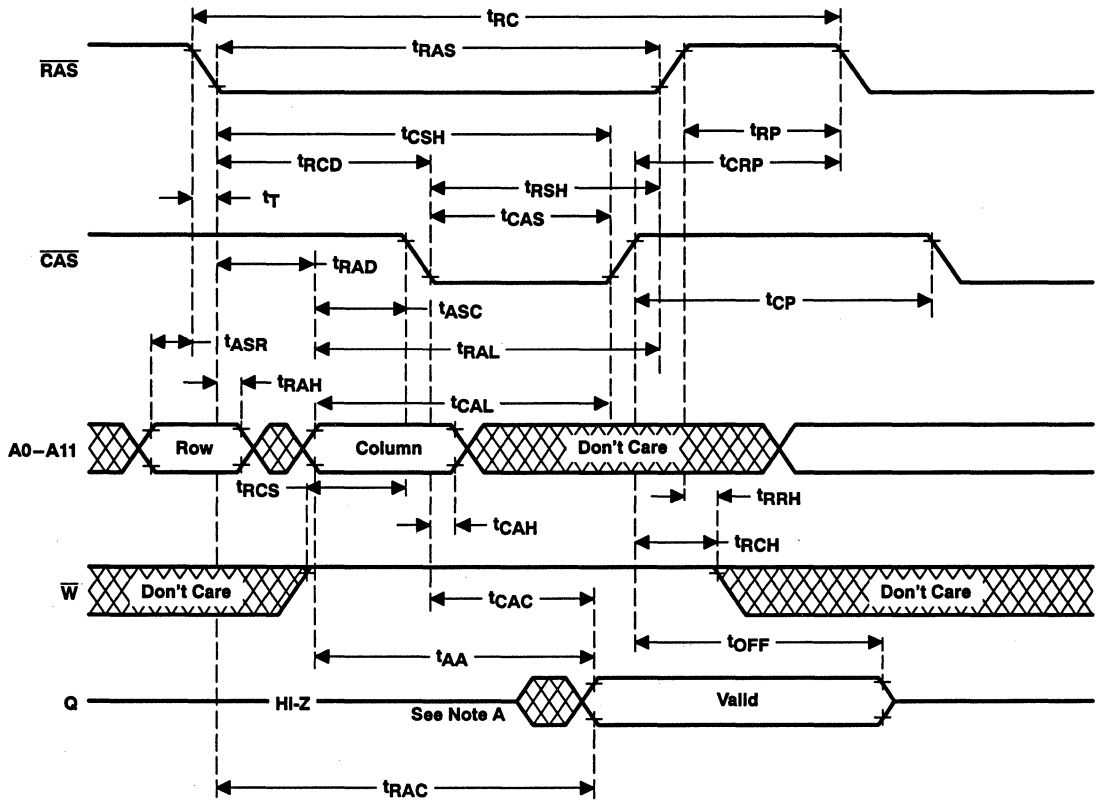 tRC
tRAS
RAS
tCSH
tRP
tRCD
tCRP
tRSH
tT
tCAS
CAS
tRAD
tCP
tASC
tASR
tRAL
tRAH
tCAL
A0–A11
Row
Column
Don't Care
tRCS
tRRH
tCAH
tRCH
W
Don't Care
Don't Care
tCAC
tOFF
tAA
Q
HI-Z
See Note A
Valid
tRAC